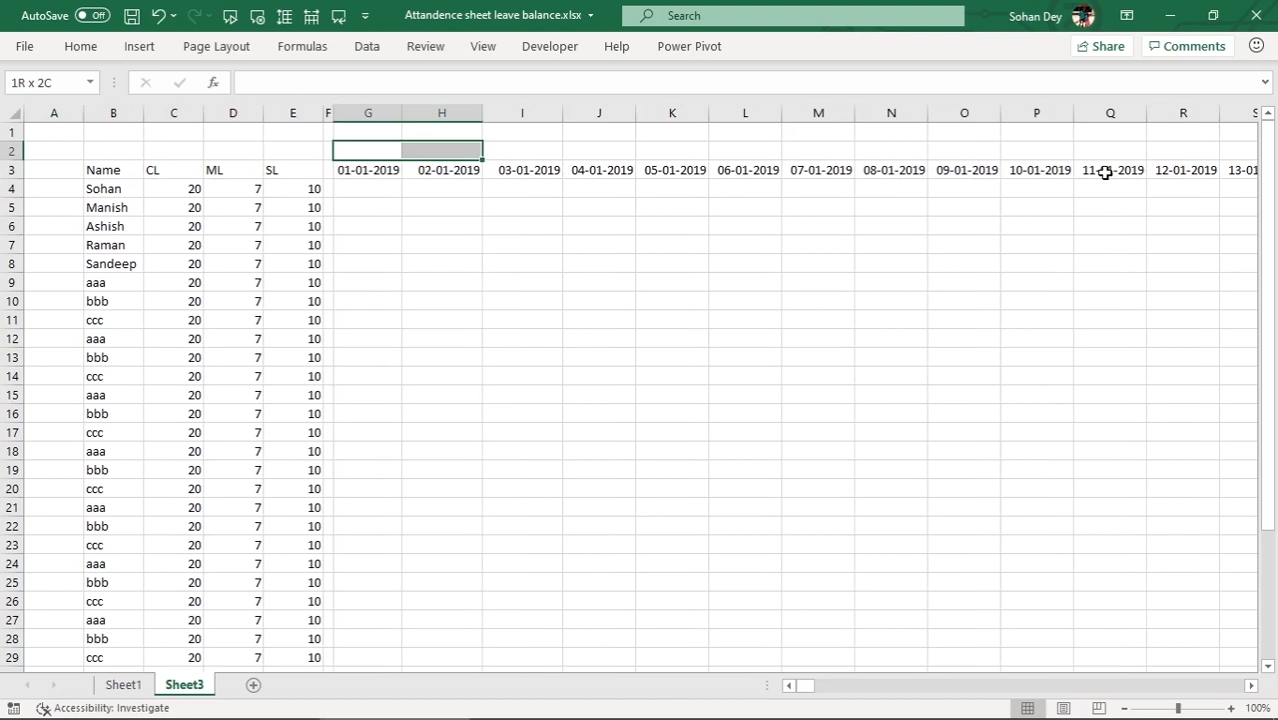 AutoSave Off Attandence sheet leave balance.xlsx Search Sohan Dey
File Home Insert Page Layout Formulas Data Review View Developer Help Power Pivot Share Comments
1R x 2C fx
A B C D E F G H I J K L M N O P Q R S
1
2
3 Name CL ML SL 01-01-2019 02-01-2019 03-01-2019 04-01-2019 05-01-2019 06-01-2019 07-01-2019 08-01-2019 09-01-2019 10-01-2019 11-01-2019 12-01-2019 13-01
4 Sohan 20 7 10
5 Manish 20 7 10
6 Ashish 20 7 10
7 Raman 20 7 10
8 Sandeep 20 7 10
9 aaa 20 7 10
10 bbb 20 7 10
11 ccc 20 7 10
12 aaa 20 7 10
13 bbb 20 7 10
14 ccc 20 7 10
15 aaa 20 7 10
16 bbb 20 7 10
17 ccc 20 7 10
18 aaa 20 7 10
19 bbb 20 7 10
20 ccc 20 7 10
21 aaa 20 7 10
22 bbb 20 7 10
23 ccc 20 7 10
24 aaa 20 7 10
25 bbb 20 7 10
26 ccc 20 7 10
27 aaa 20 7 10
28 bbb 20 7 10
29 ccc 20 7 10
Sheet1 Sheet3
Accessibility: Investigate 100%